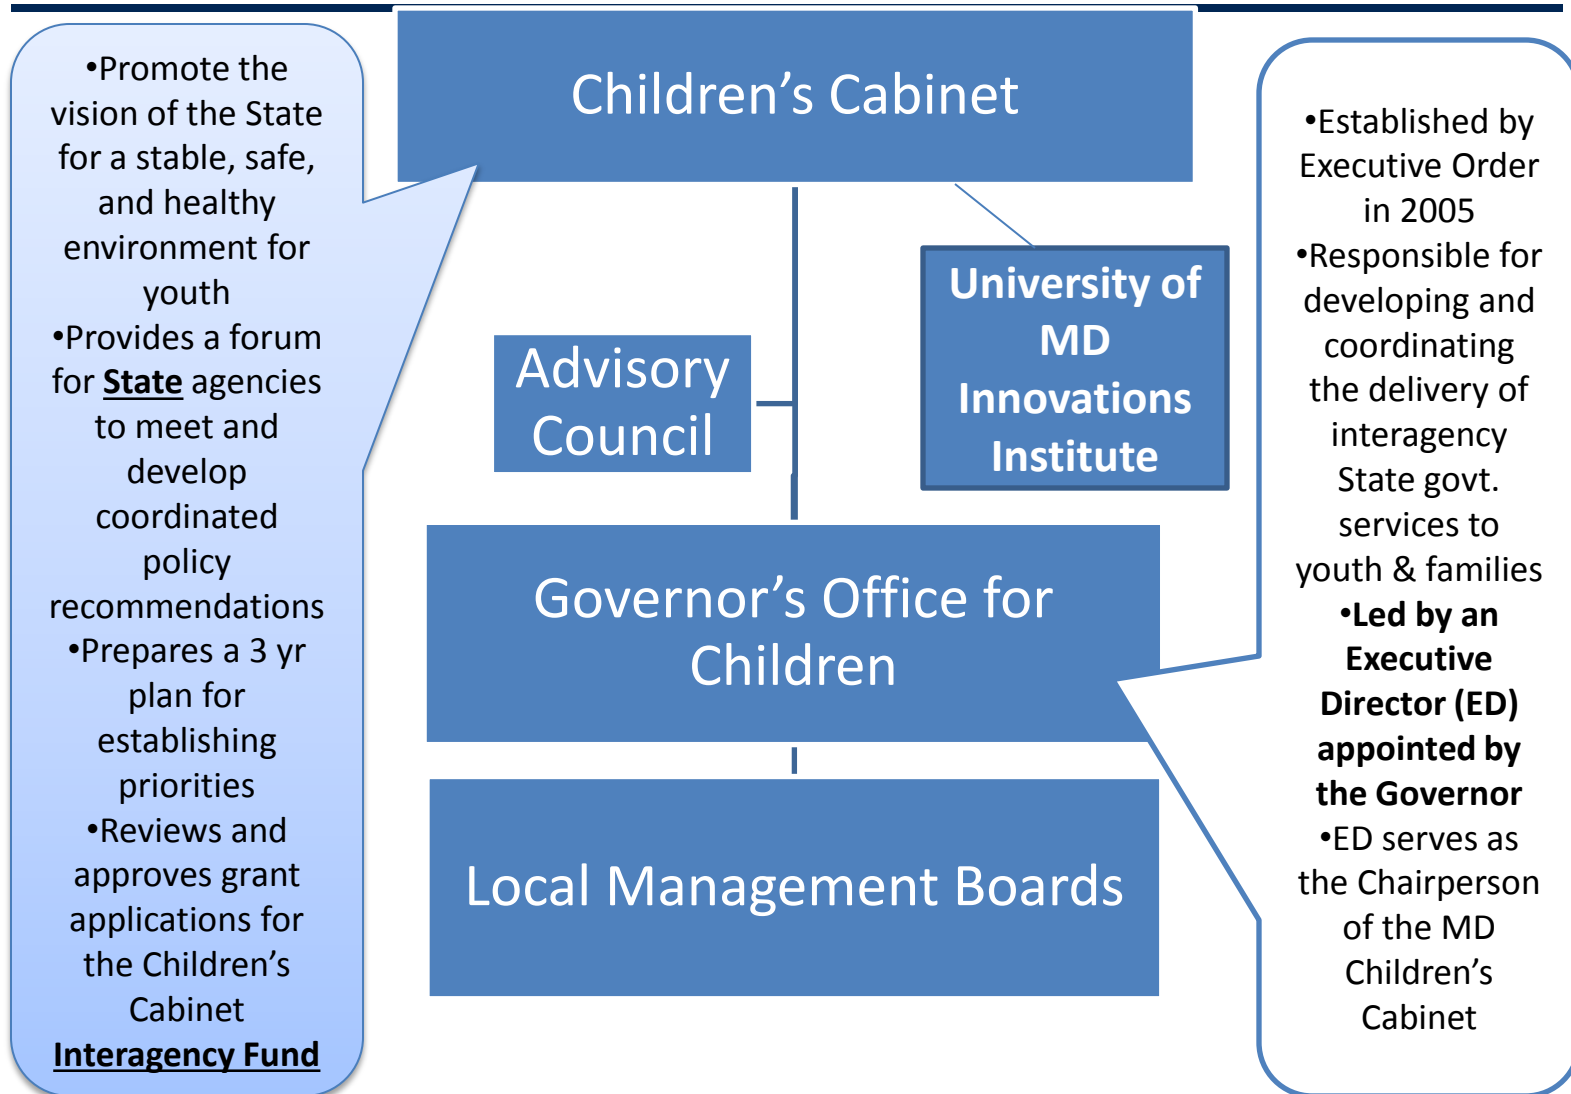 Children's Cabinet
•Promote the
vision of the State
for a stable, safe,
and healthy
environment for
youth
•Provides a forum
for State agencies
to meet and
develop
coordinated
policy
recommendations
•Prepares a 3 yr
plan for
establishing
priorities
•Reviews and
approves grant
applications for
the Children's
Cabinet
Interagency Fund
Advisory
Council
University of
MD
Innovations
Institute
Governor's Office for
Children
Local Management Boards
•Established by
Executive Order
in 2005
•Responsible for
developing and
coordinating
the delivery of
interagency
State govt.
services to
youth & families
•Led by an
Executive
Director (ED)
appointed by
the Governor
•ED serves as
the Chairperson
of the MD
Children's
Cabinet